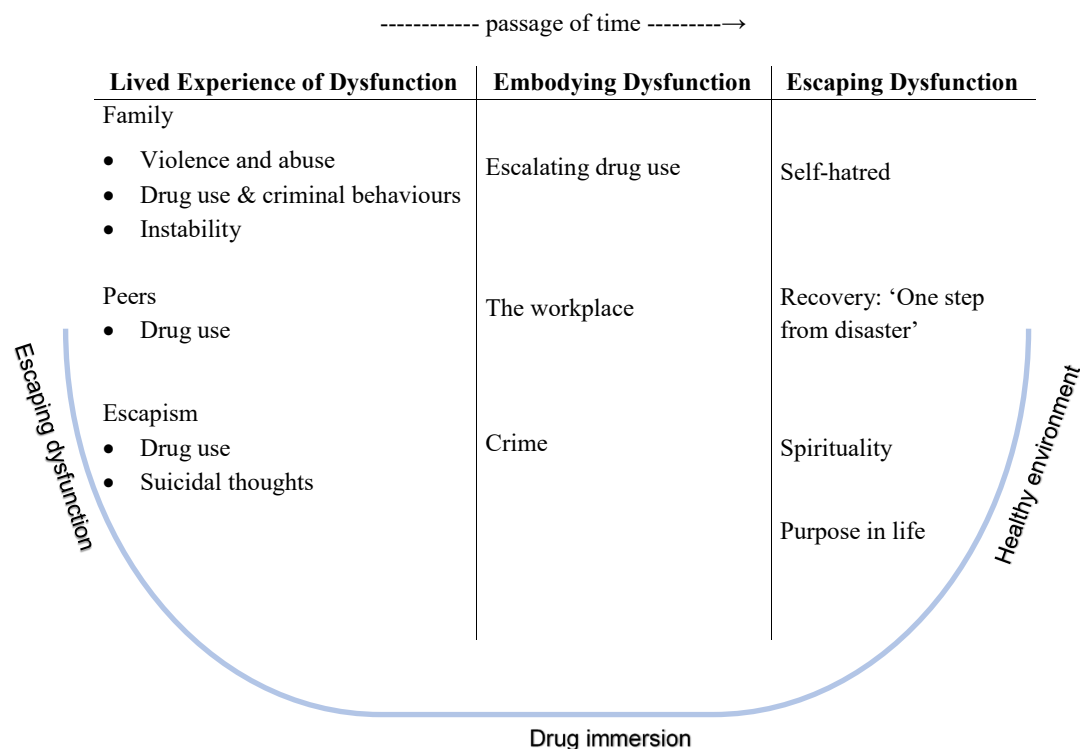 ------------ passage of time ---------→
Lived Experience of Dysfunction
Embodying Dysfunction
Escaping Dysfunction
Family
• Violence and abuse
• Drug use & criminal behaviours
• Instability
Peers
• Drug use
Escapism
• Drug use
• Suicidal thoughts
Escalating drug use
The workplace
Crime
Self-hatred
Recovery: ‘One step
from disaster’
Spirituality
Purpose in life
Escaping dysfunction
Drug immersion
Healthy environment